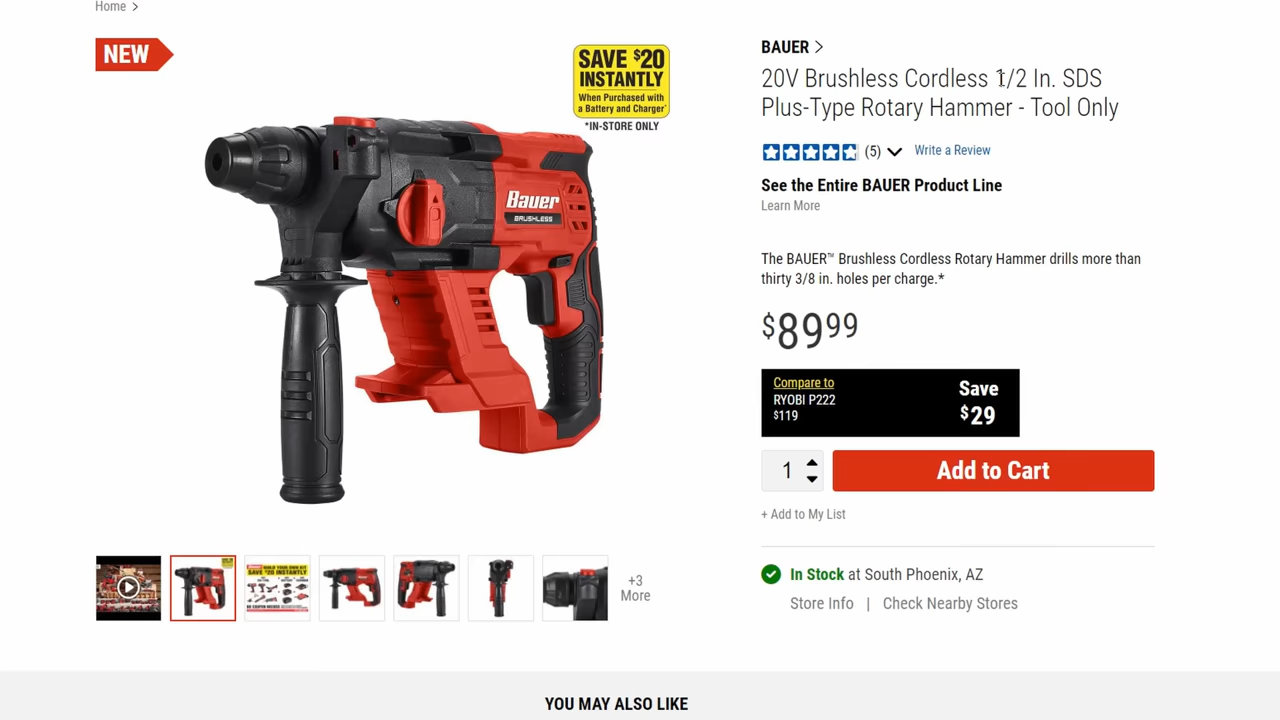 Home >
NEW
SAVE $20
INSTANTLY
When Purchased with
a Battery and Charger*
*IN-STORE ONLY
Bauer
BRUSHLESS
BAUER >
20V Brushless Cordless 1/2 In. SDS
Plus-Type Rotary Hammer - Tool Only
(5)
Write a Review
See the Entire BAUER Product Line
Learn More
The BAUER™ Brushless Cordless Rotary Hammer drills more than
thirty 3/8 in. holes per charge.*
$89.99
Compare to
RYOBI P222
$119
Save
$29
1
Add to Cart
+ Add to My List
In Stock at South Phoenix, AZ
Store Info | Check Nearby Stores
+3
More
YOU MAY ALSO LIKE